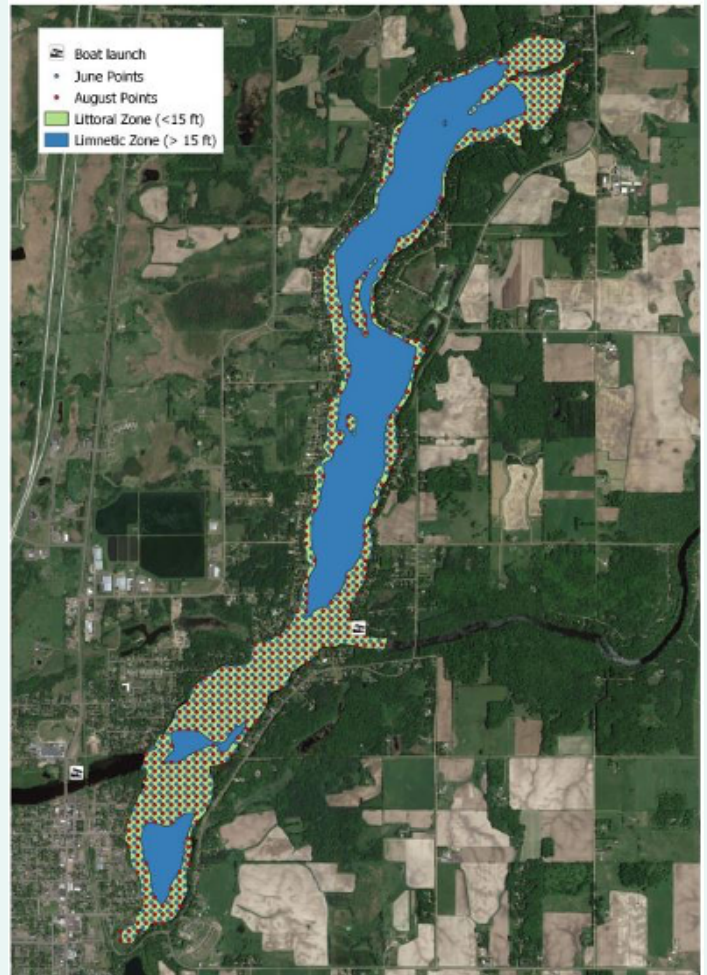 Boat launch
June Points
August Points
Littoral Zone (<15 ft)
Limnetic Zone (> 15 ft)